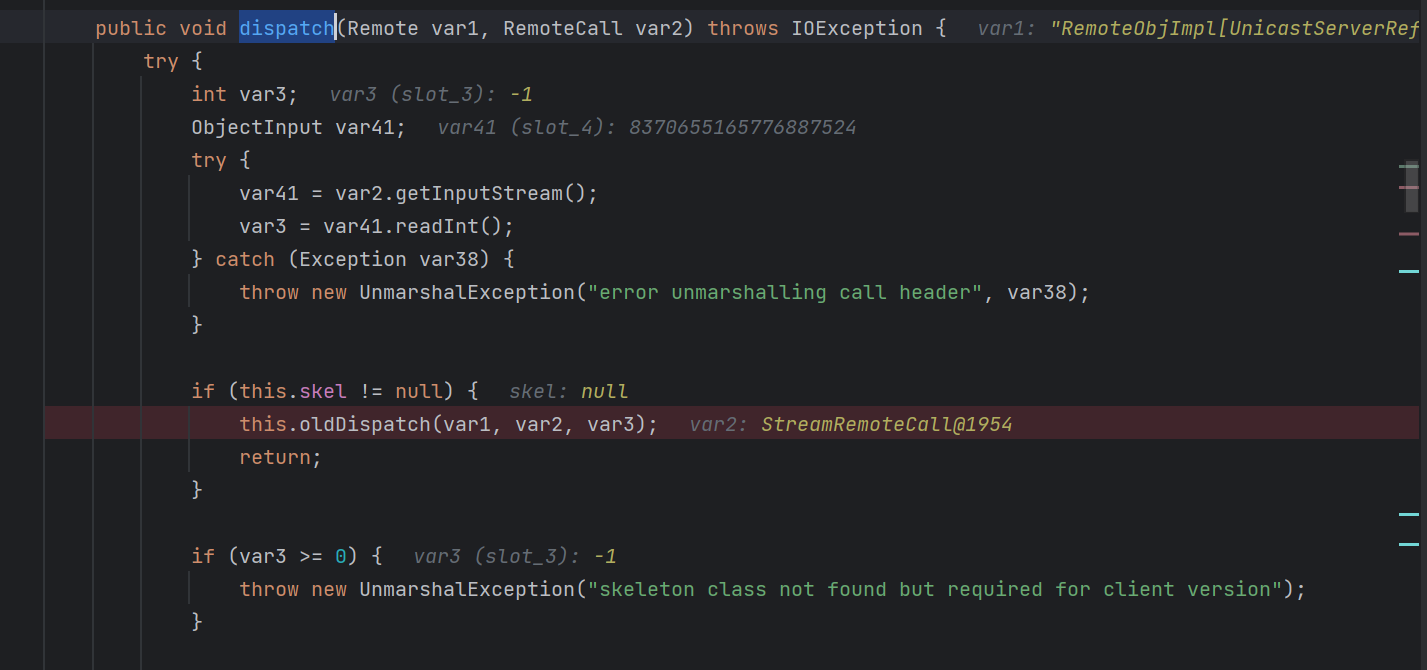 public void dispatch(Remote var1, RemoteCall var2) throws IOException {   var1: "RemoteObjImpl[UnicastServerRef
try {
int var3;   var3 (slot_3): -1
ObjectInput var41;   var41 (slot_4): 8370655165776887524
try {
var41 = var2.getInputStream();
var3 = var41.readInt();
} catch (Exception var38) {
throw new UnmarshalException("error unmarshalling call header", var38);
}
if (this.skel != null) {   skel: null
this.oldDispatch(var1, var2, var3);   var2: StreamRemoteCall@1954
return;
}
if (var3 >= 0) {   var3 (slot_3): -1
throw new UnmarshalException("skeleton class not found but required for client version");
}